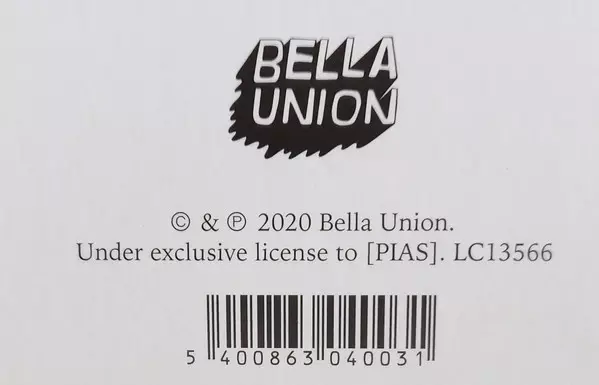 BELLA
UNION
© & ℗ 2020 Bella Union.
Under exclusive license to [PIAS]. LC13566
5 400863 040031